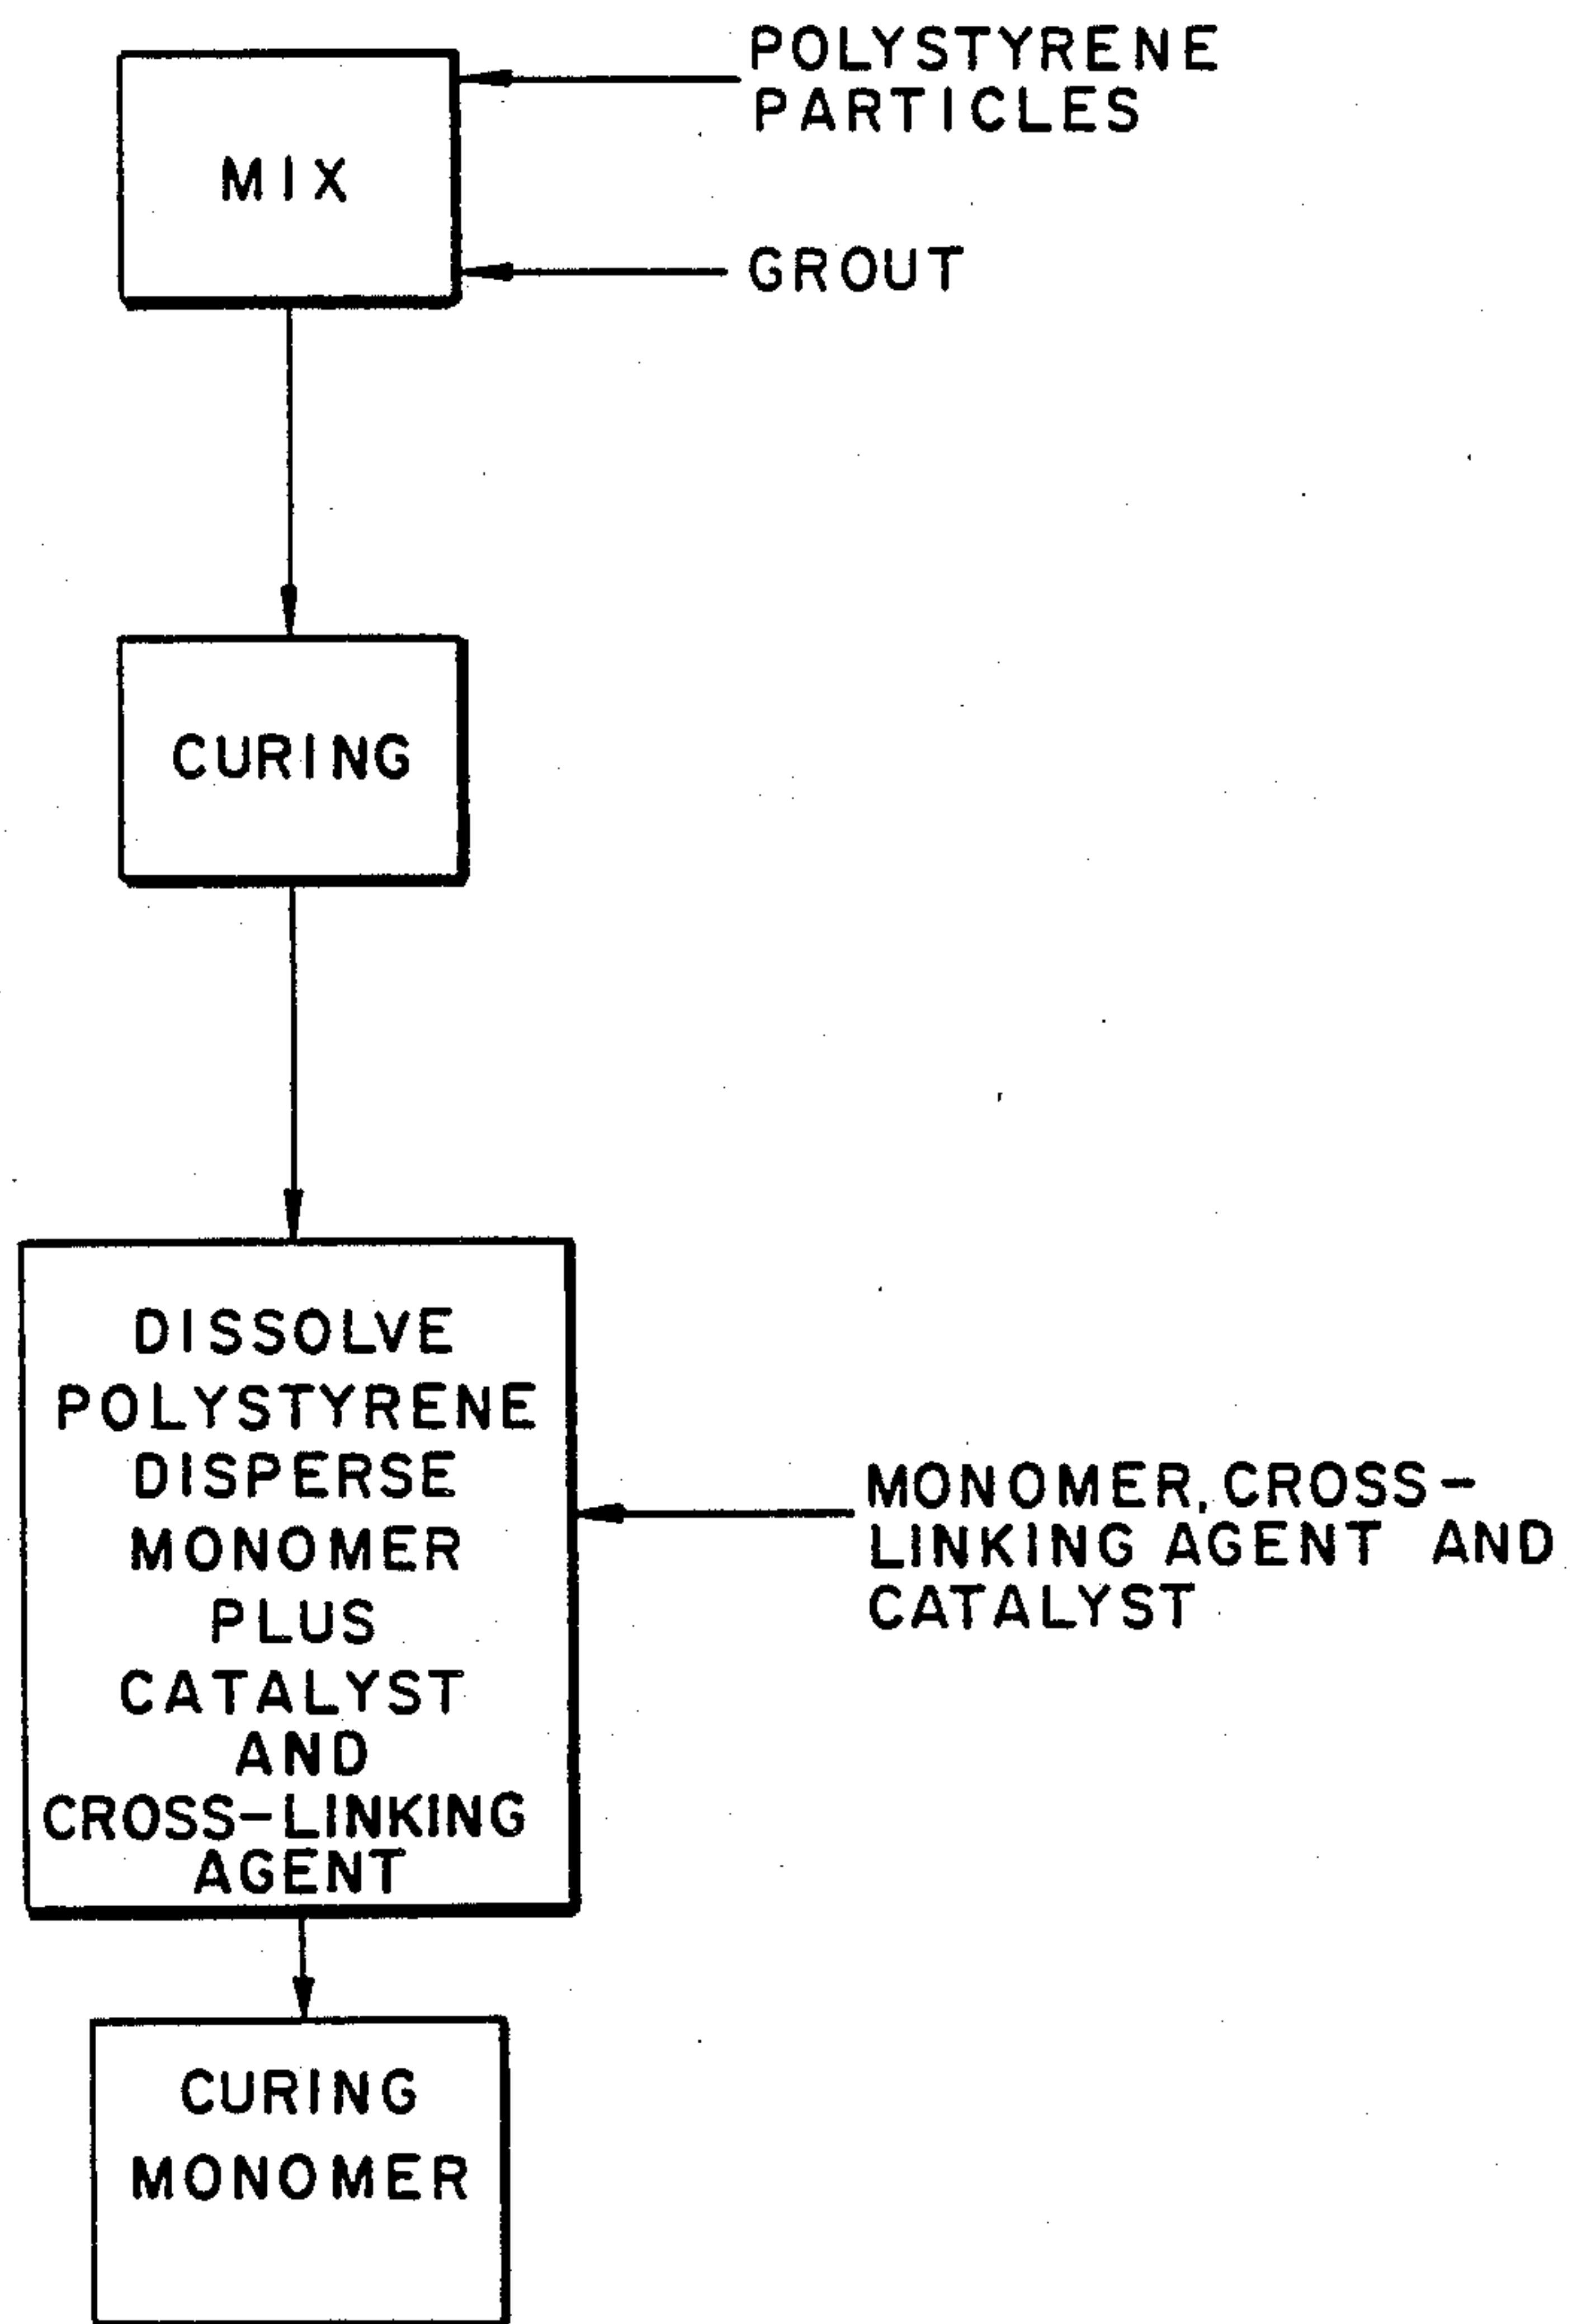 POLYSTYRENE
PARTICLES
MIX
GROUT
CURING
DISSOLVE
POLYSTYRENE
DISPERSE
MONOMER
PLUS
CATALYST
AND
CROSS-LINKING
AGENT
MONOMER, CROSS-
LINKING AGENT AND
CATALYST
CURING
MONOMER